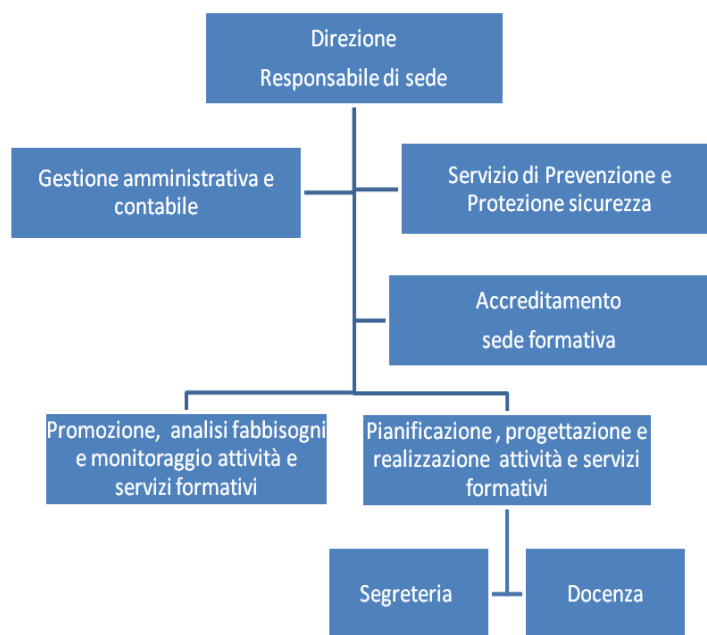 Direzione
Responsabile di sede
Gestione amministrativa e
contabile
Servizio di Prevenzione e
Protezione sicurezza
Accreditamento
sede formativa
Promozione, analisi fabbisogni
e monitoraggio attività e
servizi formativi
Pianificazione , progettazione e
realizzazione attività e servizi
formativi
Segreteria
Docenza